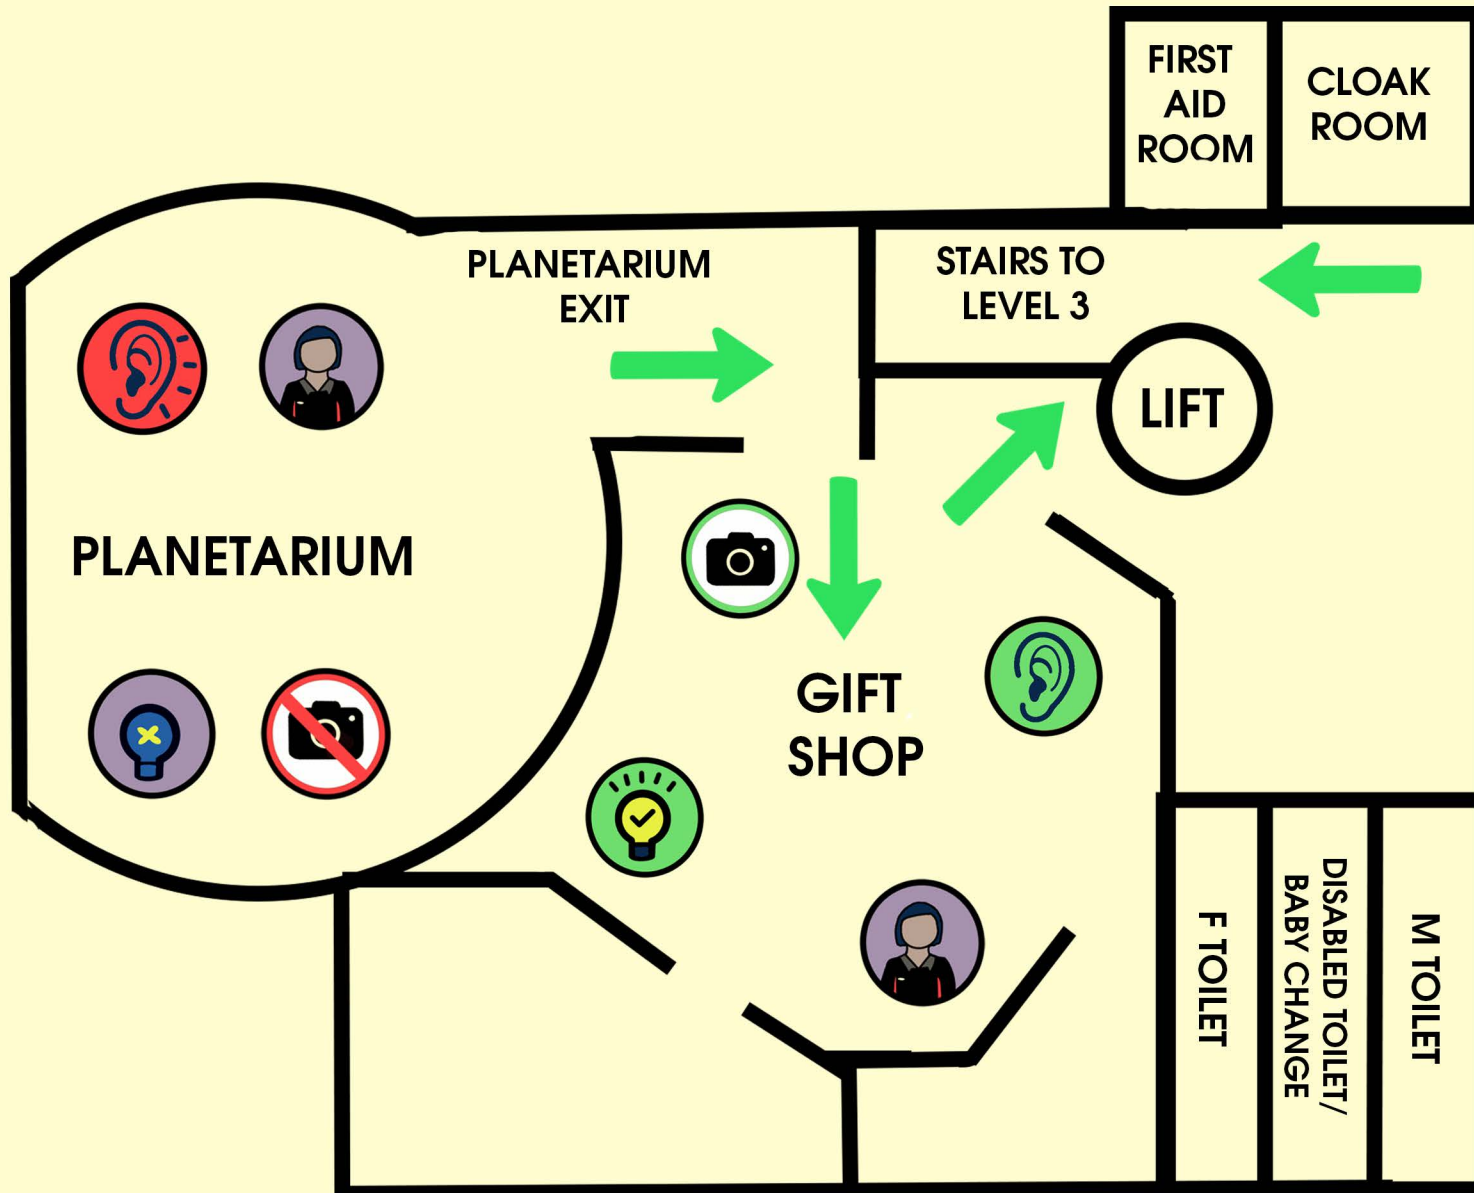 FIRST
AID
ROOM
CLOAK
ROOM
PLANETARIUM
EXIT
STAIRS TO
LEVEL 3
LIFT
PLANETARIUM
GIFT
SHOP
F TOILET
DISABLED TOILET/
BABY CHANGE
M TOILET